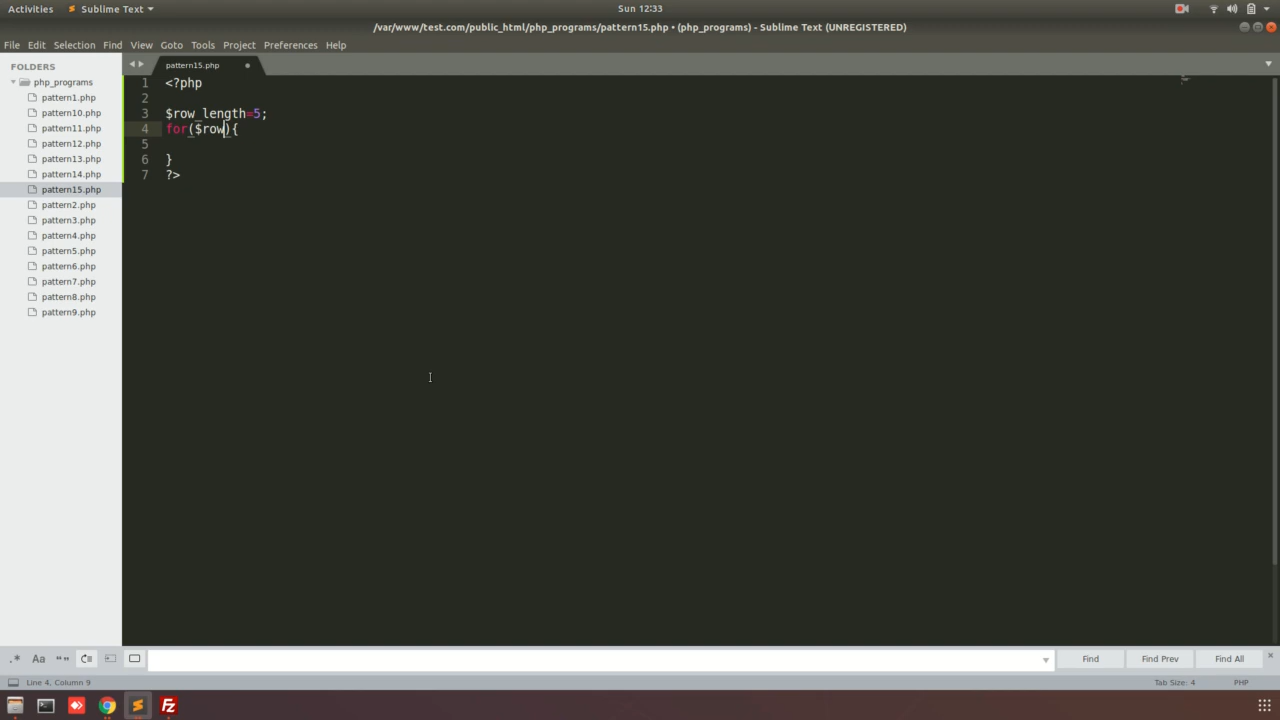 Activities Sublime Text Sun 12:33
/var/www/test.com/public_html/php_programs/pattern15.php • (php_programs) - Sublime Text (UNREGISTERED)
File Edit Selection Find View Goto Tools Project Preferences Help
FOLDERS
php_programs
pattern1.php
pattern10.php
pattern11.php
pattern12.php
pattern13.php
pattern14.php
pattern15.php
pattern2.php
pattern3.php
pattern4.php
pattern5.php
pattern6.php
pattern7.php
pattern8.php
pattern9.php
pattern15.php
1 <?php
2
3 $row_length=5;
4 for($row){
5
6 }
7 ?>
.* Aa “” Find Find Prev Find All
Line 4, Column 9 Tab Size: 4 PHP